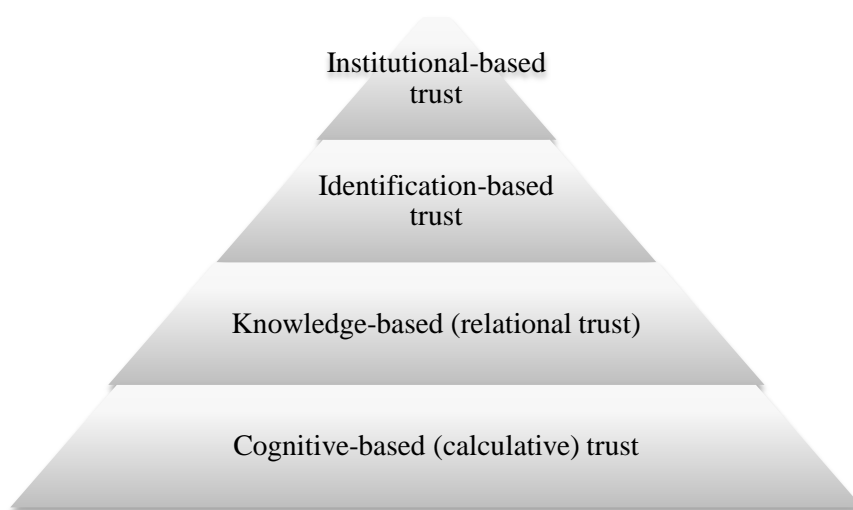 Institutional-based
trust
Identification-based
trust
Knowledge-based (relational trust)
Cognitive-based (calculative) trust